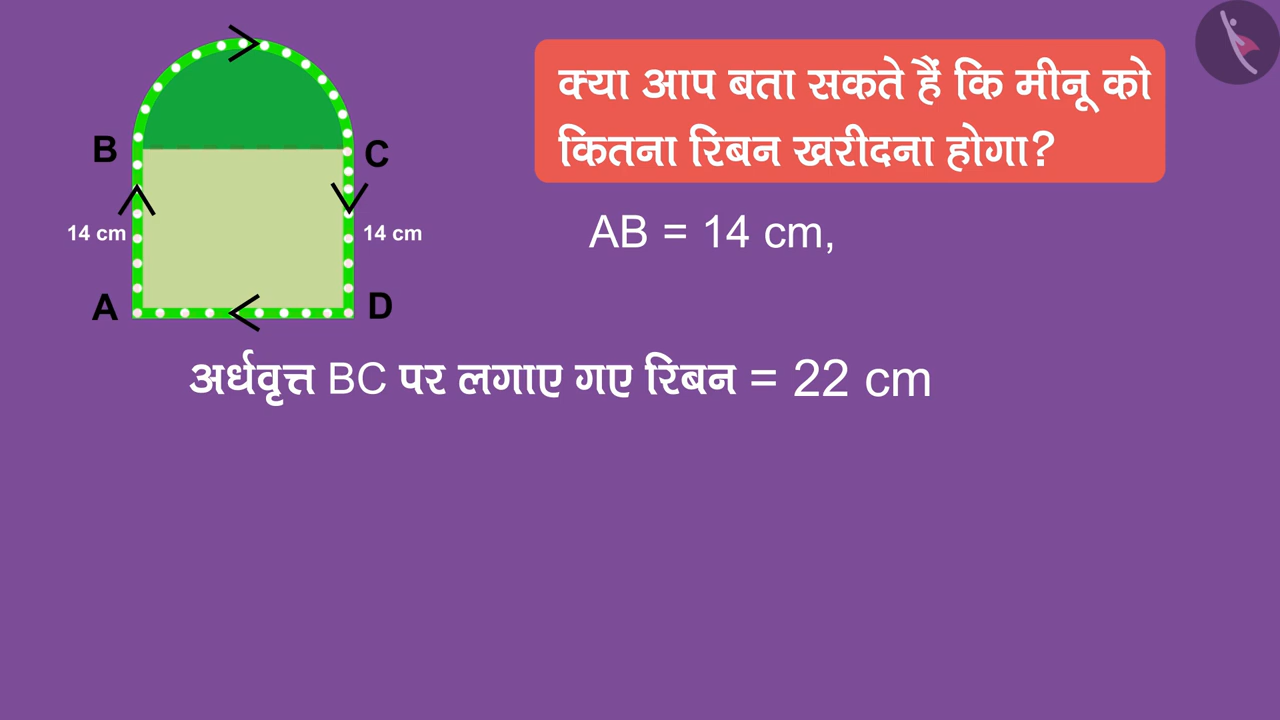 क्या आप बता सकते हैं कि मीनू को
कितना रिबन खरीदना होगा?
B
C
14 cm
14 cm
AB = 14 cm,
A
D
अर्धवृत्त BC पर लगाए गए रिबन = 22 cm